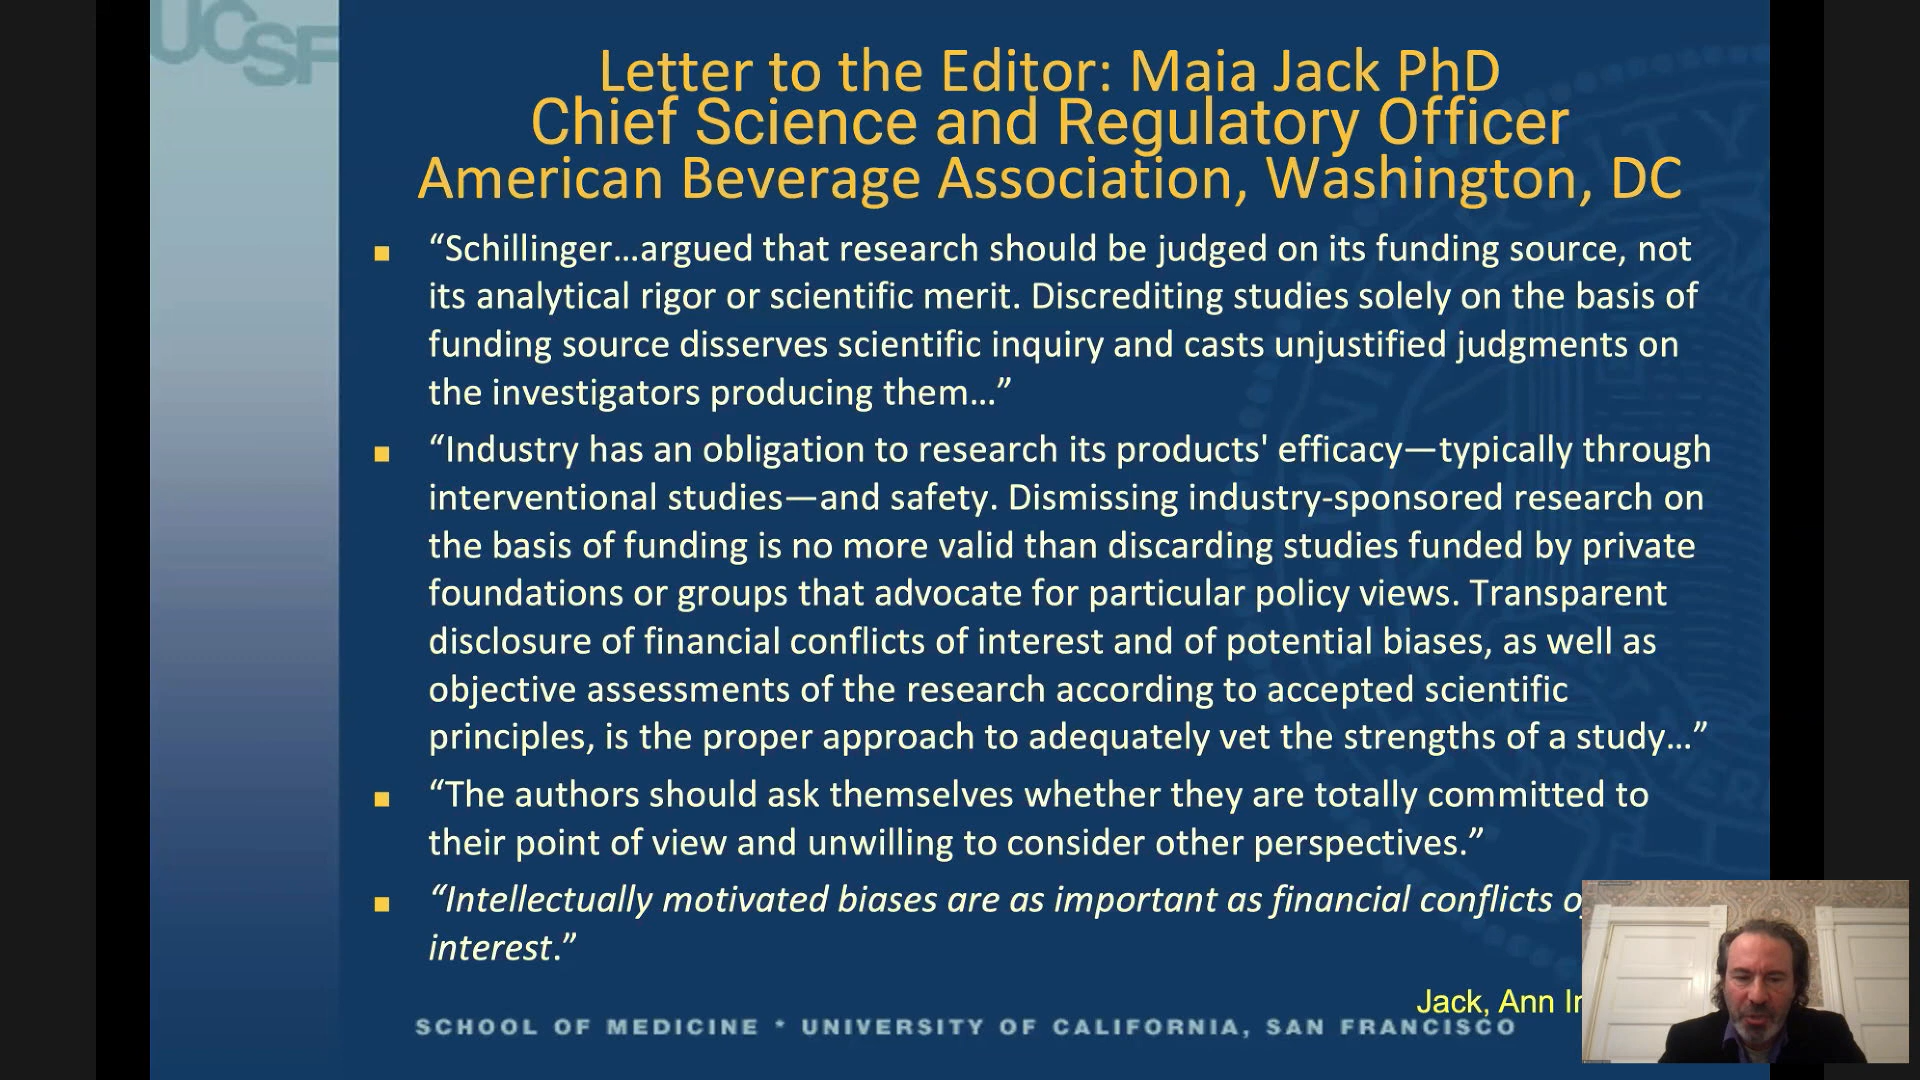 UCSF
Letter to the Editor: Maia Jack PhD
Chief Science and Regulatory Officer
American Beverage Association, Washington, DC
“Schillinger…argued that research should be judged on its funding source, not
its analytical rigor or scientific merit. Discrediting studies solely on the basis of
funding source disserves scientific inquiry and casts unjustified judgments on
the investigators producing them…”
“Industry has an obligation to research its products' efficacy—typically through
interventional studies—and safety. Dismissing industry-sponsored research on
the basis of funding is no more valid than discarding studies funded by private
foundations or groups that advocate for particular policy views. Transparent
disclosure of financial conflicts of interest and of potential biases, as well as
objective assessments of the research according to accepted scientific
principles, is the proper approach to adequately vet the strengths of a study…”
“The authors should ask themselves whether they are totally committed to
their point of view and unwilling to consider other perspectives.”
“Intellectually motivated biases are as important as financial conflicts
interest.”
Jack, Ann
SCHOOL OF MEDICINE * UNIVERSITY OF CALIFORNIA, SAN FRANCISCO